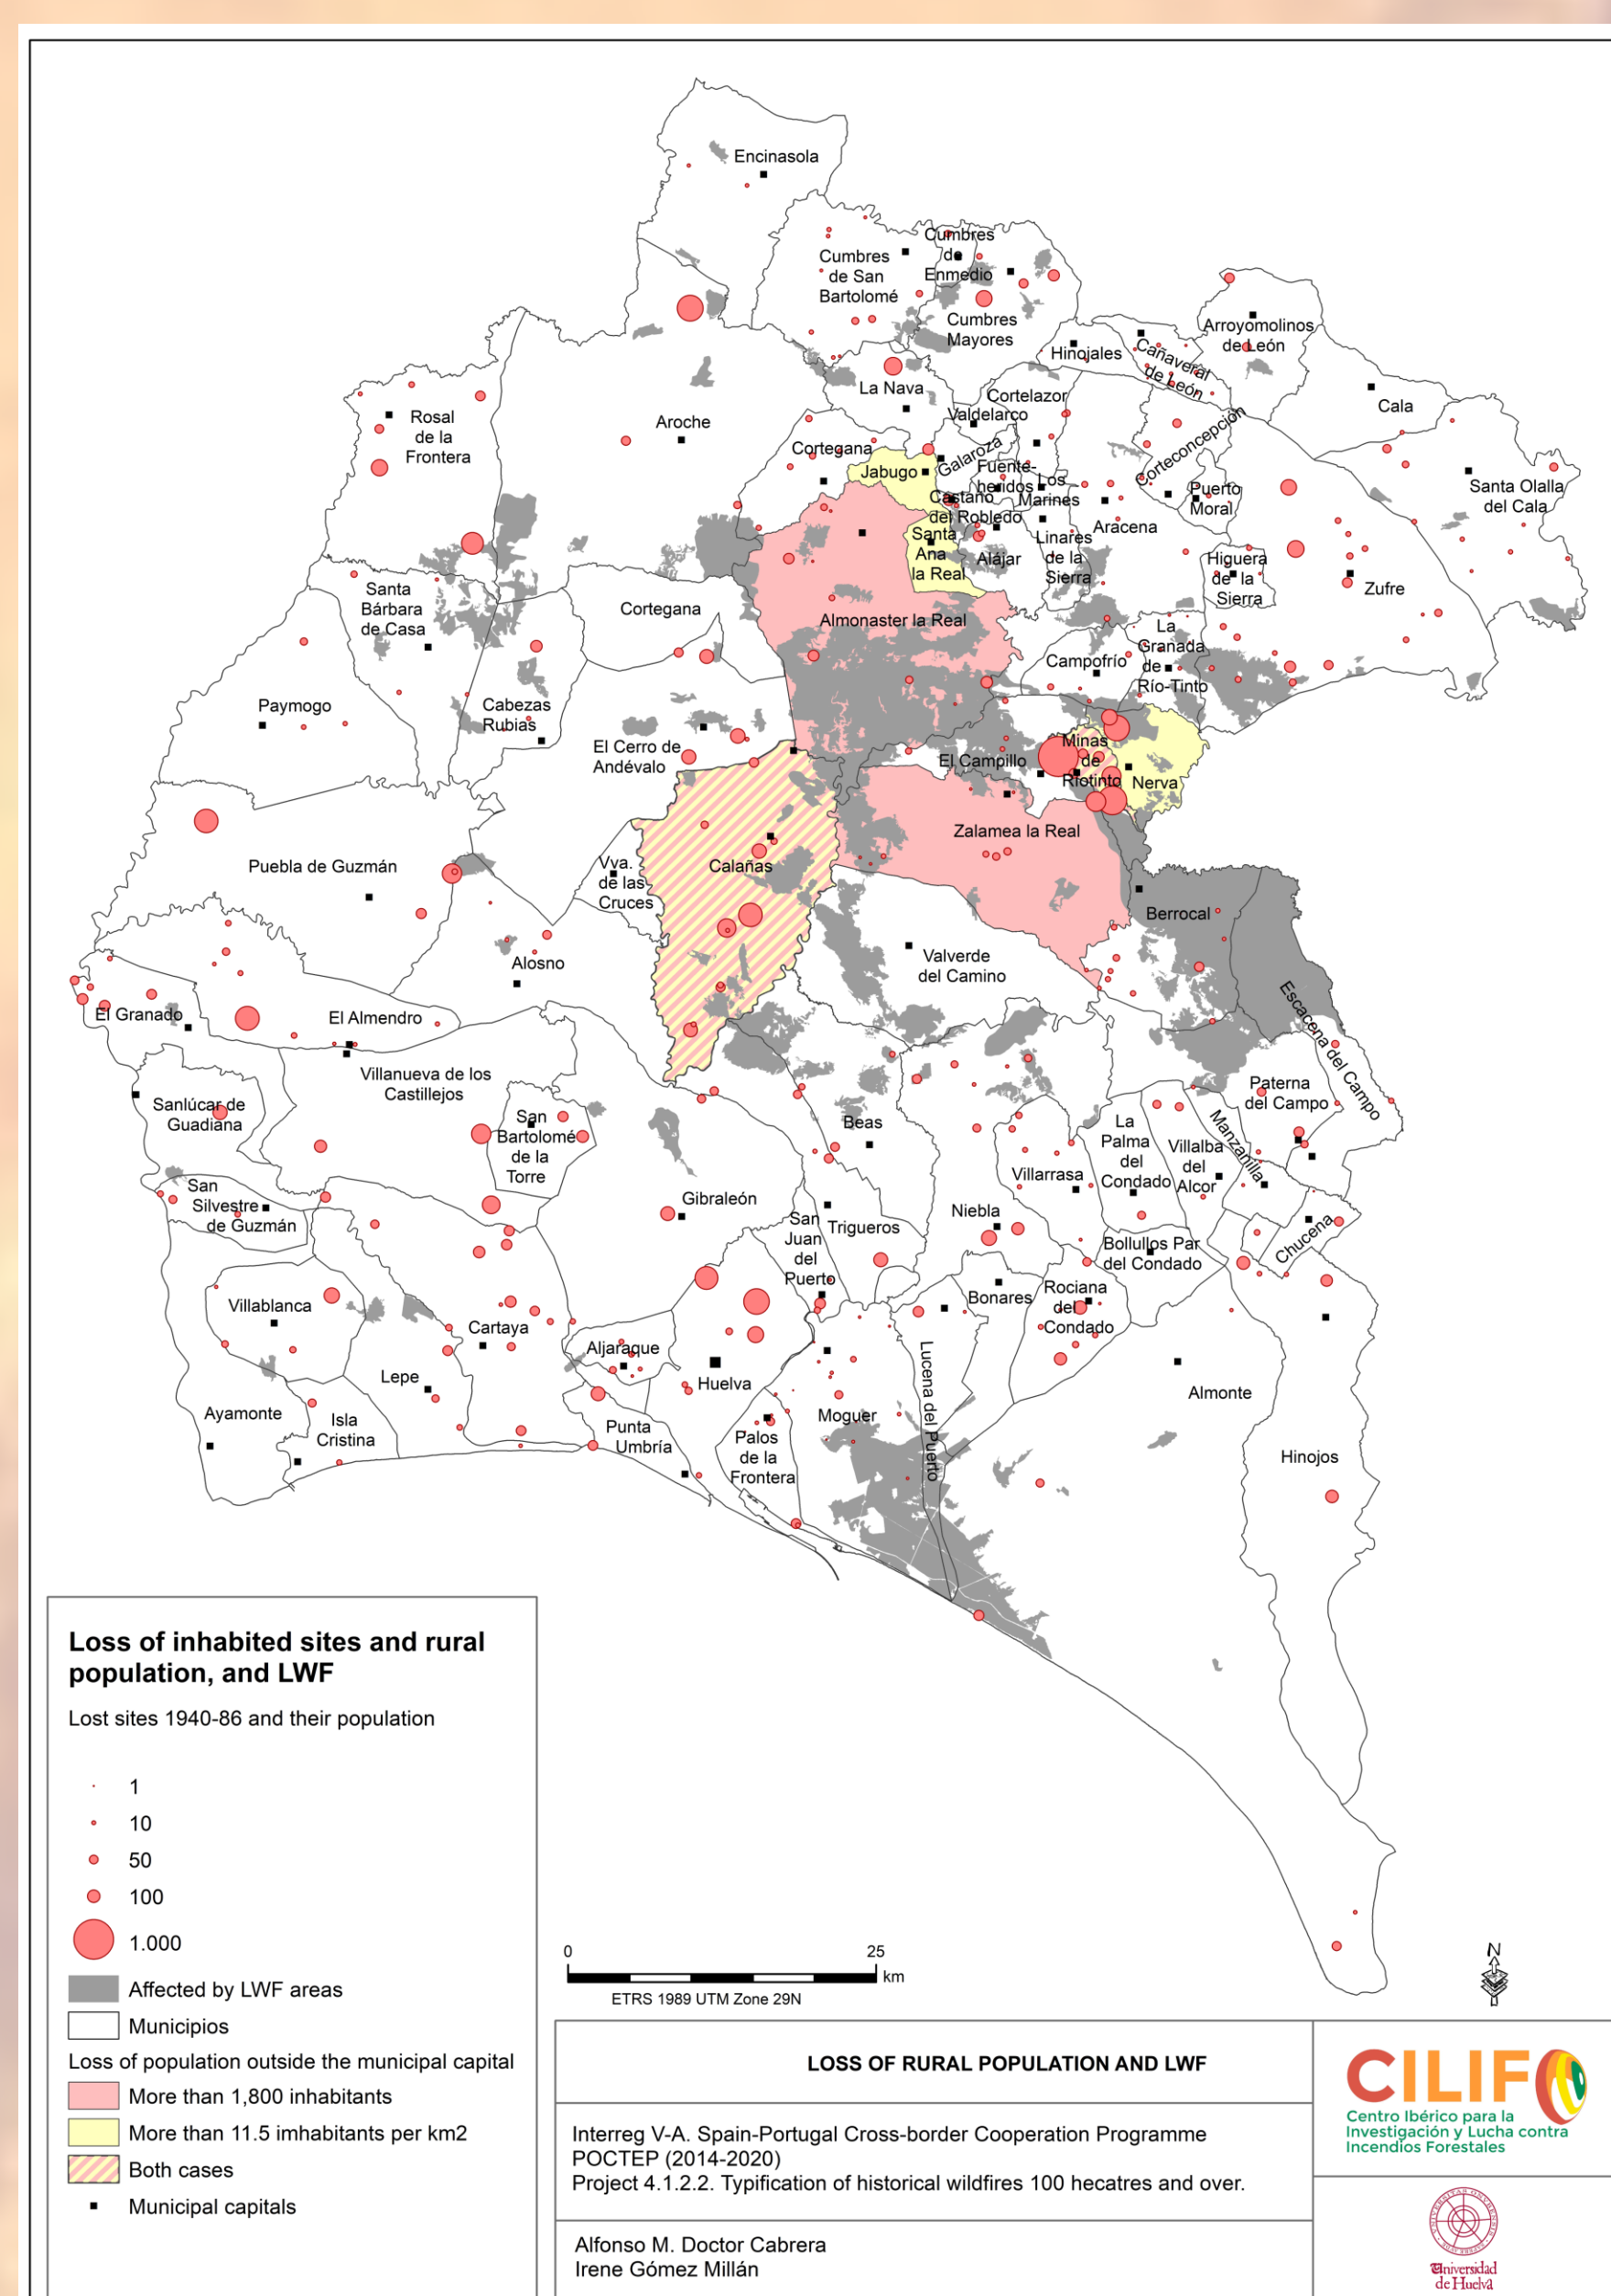 Encinasola
Cumbres
de
Enmedio
Cumbres
de San
Bartolomé
Cumbres
Mayores
Arroyomolinos
de León
Hinojales
Cañaveral
de León
La Nava
Cala
Cortelazor
Valdelarco
Rosal
de la
Frontera
Aroche
Cortegana
Galaroza
Corteconcepción
Jabugo
Fuente-
heridos
Los
Marines
Castaño
del Robledo
Puerto
Moral
Santa Olalla
del Cala
Aracena
Santa
Ana
la Real
Alájar
Linares
de la
Sierra
Higuera
de la
Sierra
Zufre
Santa
Bárbara
de Casa
Cortegana
Almonaster la Real
La
Granada
de
Río-Tinto
Campofrío
Paymogo
Cabezas
Rubias
El Cerro de
Andévalo
Minas
de
Ríotinto
El Campillo
Nerva
Zalamea la Real
Puebla de Guzmán
Vva.
de las
Cruces
Calañas
Berrocal
Valverde
del Camino
Alosno
Escacena del Campo
El Granado
El Almendro
Villanueva de los
Castillejos
Paterna
del Campo
Sanlúcar de
Guadiana
San
Bartolomé
de la
Torre
Beas
La
Palma
del
Condado
Manzanilla
Villalba
del
Alcor
Villarrasa
San
Silvestre
de Guzmán
Gibraleón
Niebla
San
Juan
del
Puerto
Trigueros
Chucena
Bollullos Par
del Condado
Villablanca
Bonares
Rociana
del
Condado
Cartaya
Aljaraque
Lucena del Puerto
Lepe
Huelva
Almonte
Ayamonte
Isla
Cristina
Punta
Umbría
Moguer
Palos
de la
Frontera
Hinojos
Loss of inhabited sites and rural
population, and LWF
Lost sites 1940-86 and their population
1
10
50
100
1.000
Affected by LWF areas
Municipios
Loss of population outside the municipal capital
More than 1,800 inhabitants
More than 11.5 imhabitants per km2
Both cases
Municipal capitals
0 25
km
ETRS 1989 UTM Zone 29N
N
LOSS OF RURAL POPULATION AND LWF
Interreg V-A. Spain-Portugal Cross-border Cooperation Programme
POCTEP (2014-2020)
Project 4.1.2.2. Typification of historical wildfires 100 hecatres and over.
Alfonso M. Doctor Cabrera
Irene Gómez Millán
CILIFO
Centro Ibérico para la
Investigación y Lucha contra
Incendios Forestales
Universidad
de Huelva